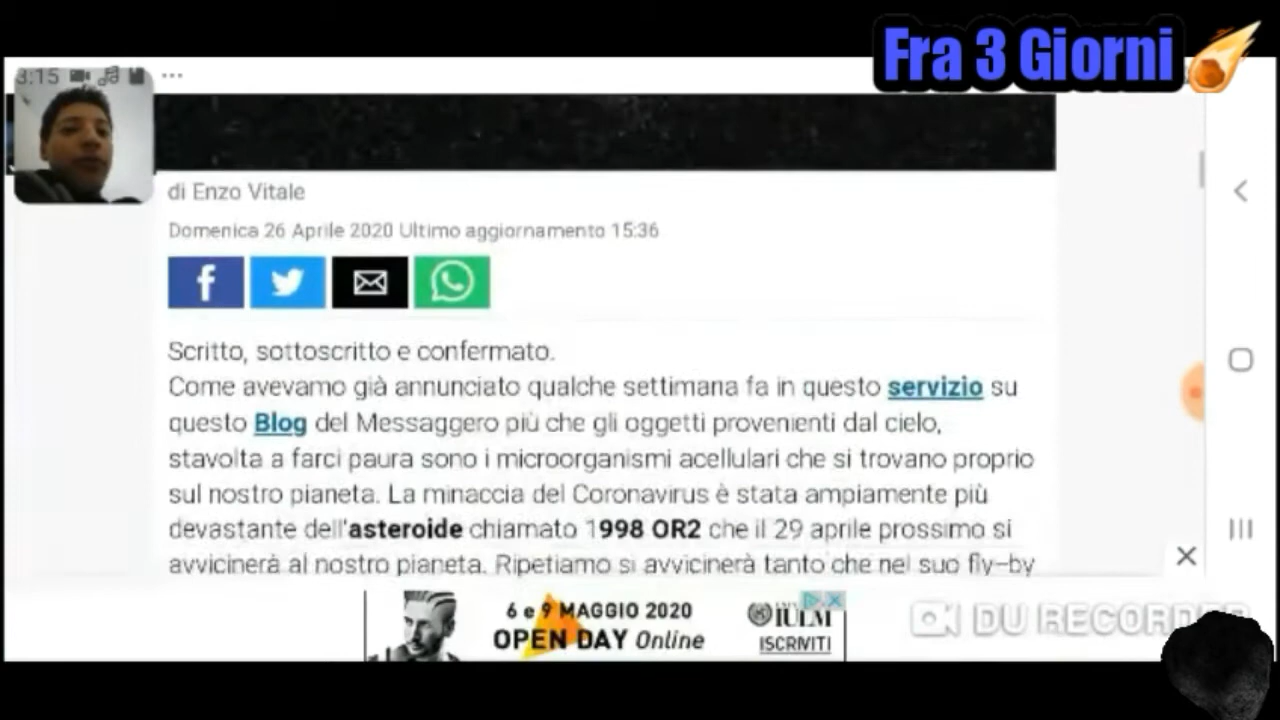 Fra 3 Giorni
3:15
di Enzo Vitale
Domenica 26 Aprile 2020 Ultimo aggiornamento 15:36
Scritto, sottoscritto e confermato.
Come avevamo già annunciato qualche settimana fa in questo servizio su
questo Blog del Messaggero più che gli oggetti provenienti dal cielo,
stavolta a farci paura sono i microorganismi acellulari che si trovano proprio
sul nostro pianeta. La minaccia del Coronavirus è stata ampiamente più
devastante dell'asteroide chiamato 1998 OR2 che il 29 aprile prossimo si
avvicinerà al nostro pianeta. Ripetiamo si avvicinerà tanto che nel suo fly-by
6 e 9 MAGGIO 2020
OPEN DAY Online
IULM
ISCRIVITI
DU RECORDER